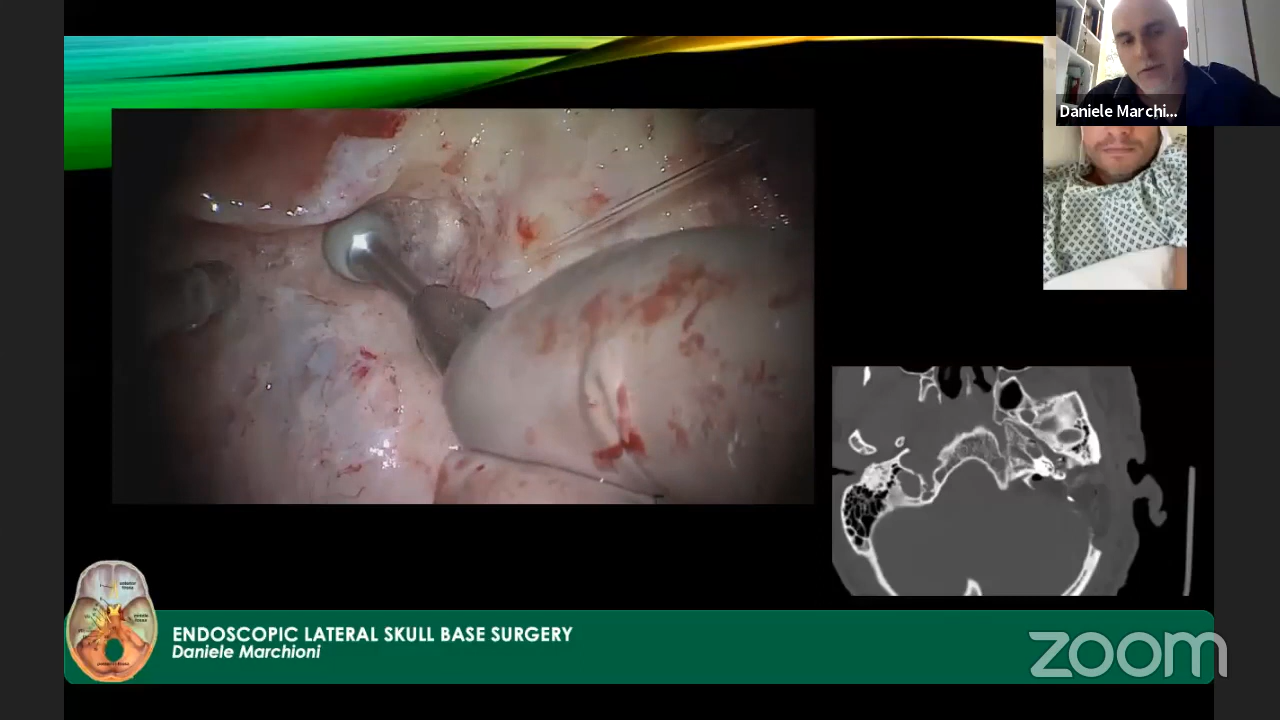 Daniele Marchi...
ENDOSCOPIC LATERAL SKULL BASE SURGERY
Daniele Marchioni
zoom